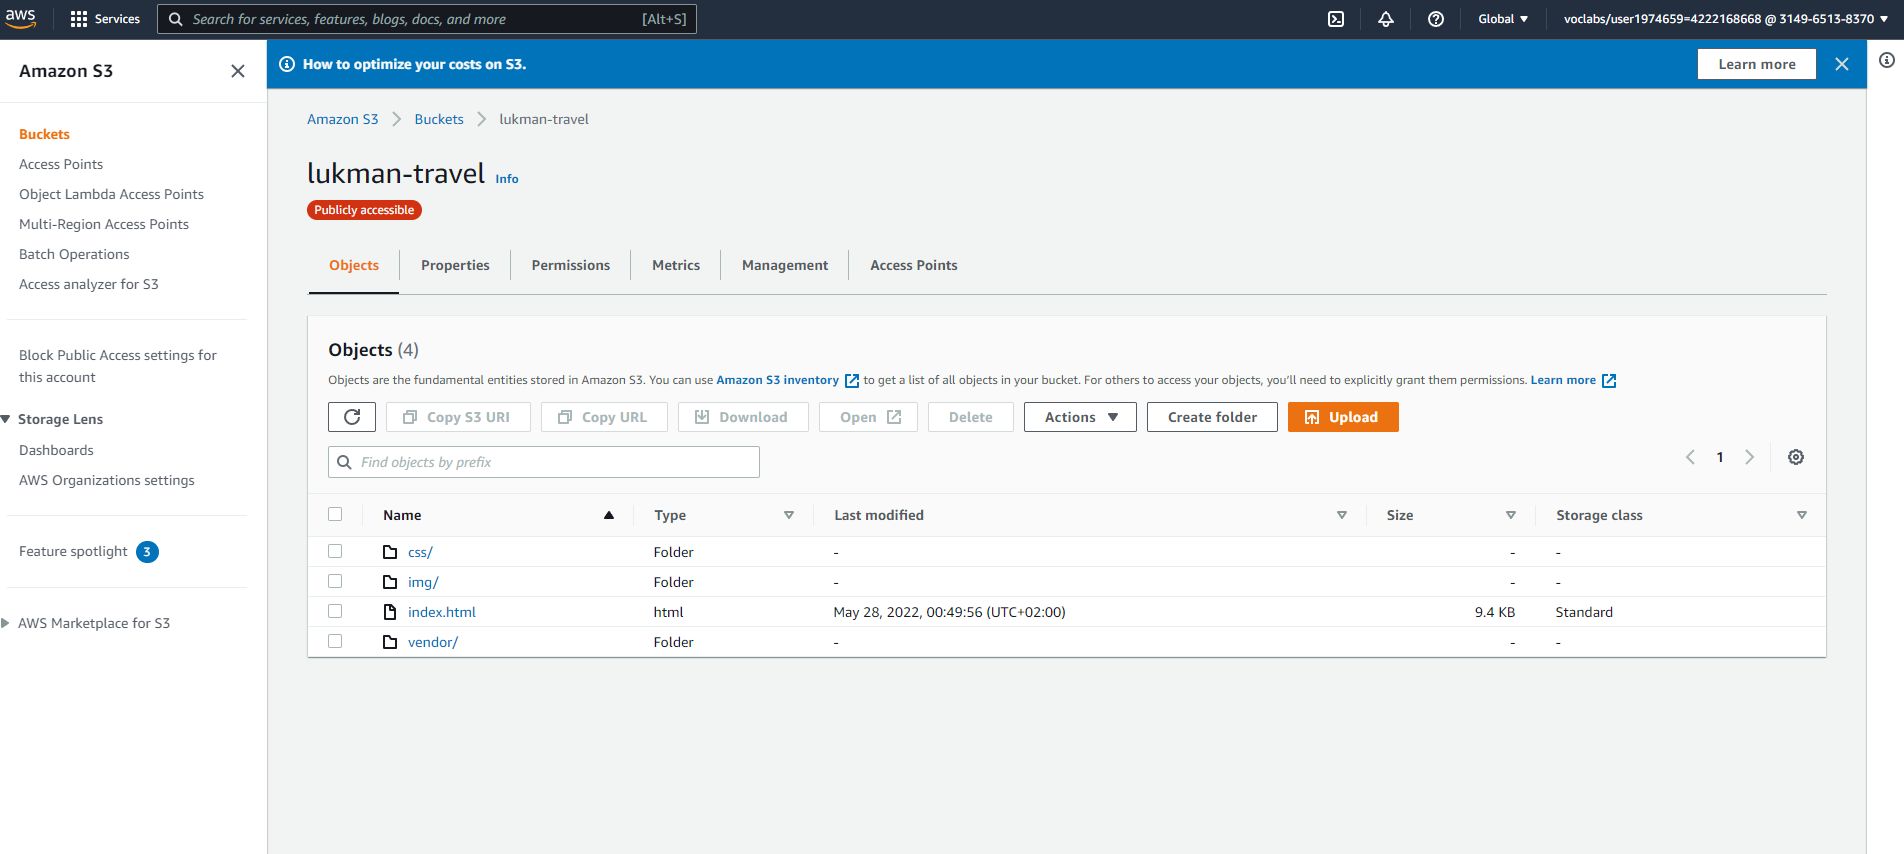 aws Services Search for services, features, blogs, docs, and more [Alt+S] Global voclabs/user1974659=4222168668 @ 3149-6513-8370
Amazon S3
Buckets
Access Points
Object Lambda Access Points
Multi-Region Access Points
Batch Operations
Access analyzer for S3
Block Public Access settings for
this account
Storage Lens
Dashboards
AWS Organizations settings
Feature spotlight 3
AWS Marketplace for S3
How to optimize your costs on S3. Learn more
Amazon S3 Buckets lukman-travel
lukman-travel Info
Publicly accessible
Objects Properties Permissions Metrics Management Access Points
Objects (4)
Objects are the fundamental entities stored in Amazon S3. You can use Amazon S3 inventory to get a list of all objects in your bucket. For others to access your objects, you'll need to explicitly grant them permissions. Learn more
Copy S3 URI Copy URL Download Open Delete Actions Create folder Upload
Find objects by prefix 1
Name Type Last modified Size Storage class
css/ Folder - - -
img/ Folder - - -
index.html html May 28, 2022, 00:49:56 (UTC+02:00) 9.4 KB Standard
vendor/ Folder - - -